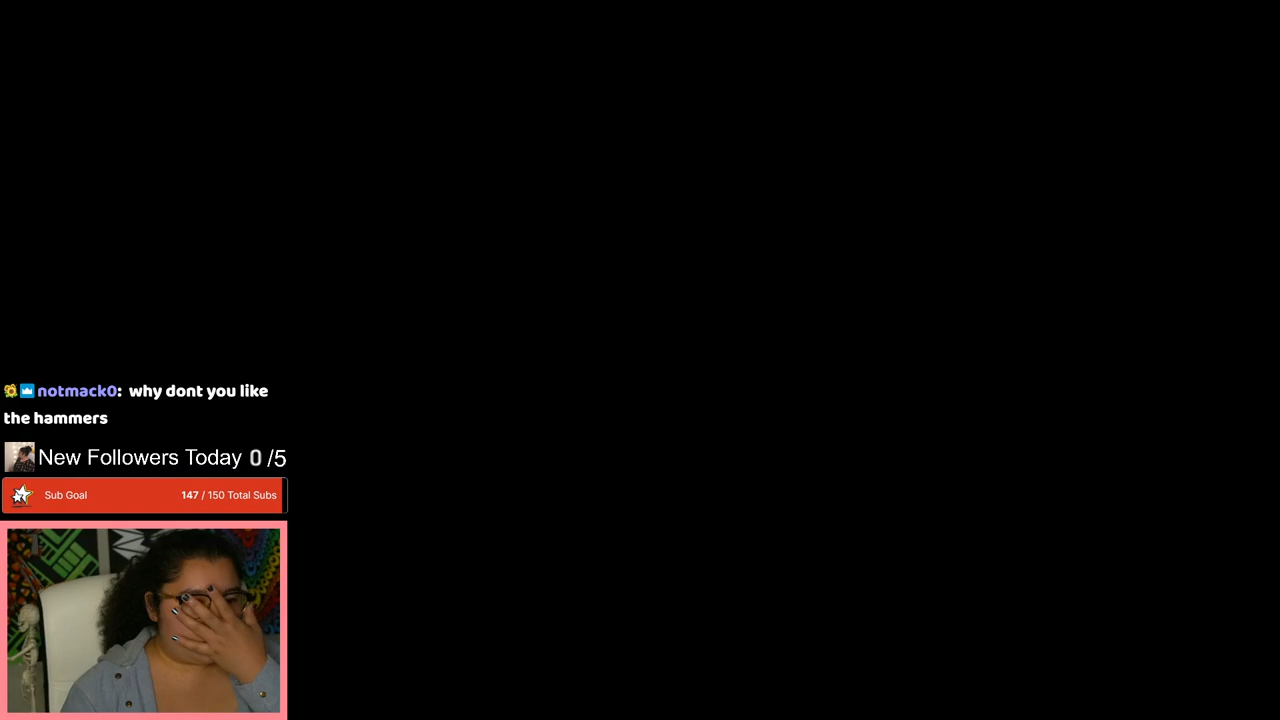 notmack0: why dont you like
the hammers
New Followers Today 0 /5
Sub Goal 147 / 150 Total Subs